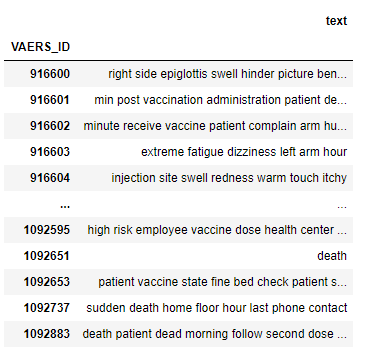 text
VAERS_ID
916600 right side epiglottis swell hinder picture ben...
916601 min post vaccination administration patient de...
916602 minute receive vaccine patient complain arm hu...
916603 extreme fatigue dizziness left arm hour
916604 injection site swell redness warm touch itchy
... ...
1092595 high risk employee vaccine dose health center ...
1092651 death
1092653 patient vaccine state fine bed check patient s...
1092737 sudden death home floor hour last phone contact
1092883 death patient dead morning follow second dose ...